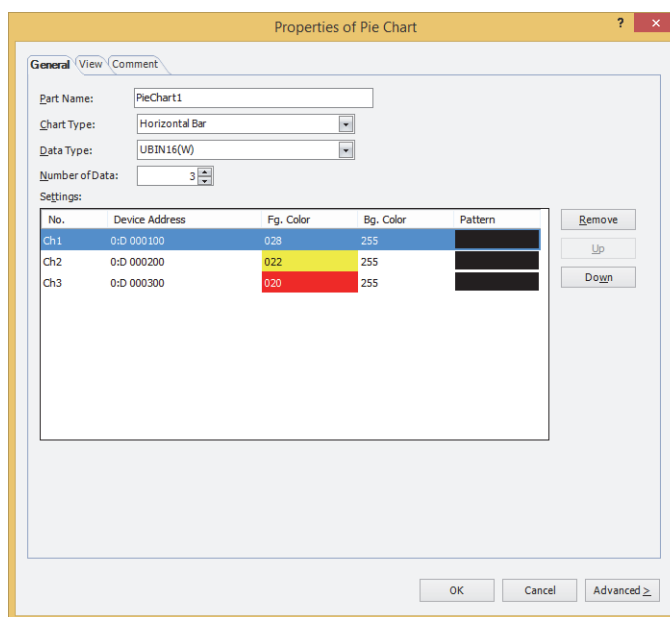 Properties of Pie Chart ? ×
General View Comment
Part Name: PieChart1
Chart Type: Horizontal Bar
Data Type: UBIN16(W)
Number of Data: 3
Settings:
No. Device Address Fg. Color Bg. Color Pattern
Ch1 0:D 000100 028 255
Ch2 0:D 000200 022 255
Ch3 0:D 000300 020 255
Remove
Up
Down
OK Cancel Advanced >